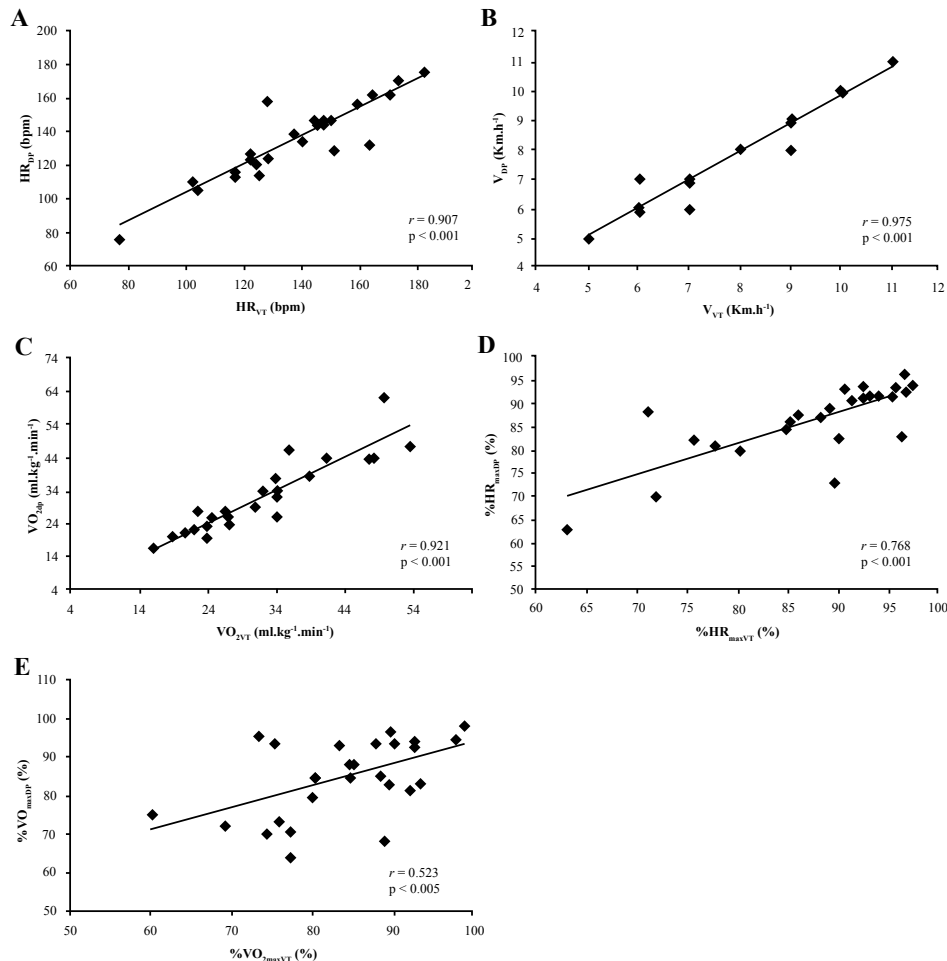 A
HR_DP (bpm)
200
180
160
140
120
100
80
60
r = 0.907
p < 0.001
60 80 100 120 140 160 180 2
HR_VT (bpm)
B
V_DP (Km.h⁻¹)
12
11
10
9
8
7
6
5
4
r = 0.975
p < 0.001
4 5 6 7 8 9 10 11 12
V_VT (Km.h⁻¹)
C
VO_2dp (ml.kg⁻¹.min⁻¹)
74
64
54
44
34
24
14
4
r = 0.921
p < 0.001
4 14 24 34 44 54
VO_2VT (ml.kg⁻¹.min⁻¹)
D
%HR_maxDP (%)
100
95
90
85
80
75
70
65
60
55
50
r = 0.768
p < 0.001
60 65 70 75 80 85 90 95 100
%HR_maxVT (%)
E
%VO_maxDP (%)
110
100
90
80
70
60
50
r = 0.523
p < 0.005
50 60 70 80 90 100
%VO_2maxVT (%)